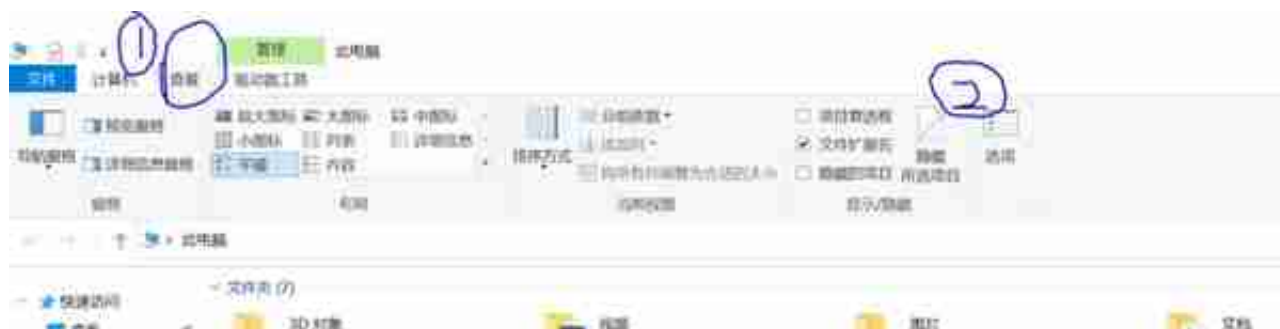 ①
管理 此电脑
文件 计算机 查看 驱动器工具
②
预览窗格 超大图标 大图标 中图标 分组依据 项目复选框
小图标 列表 详细信息 添加列 文件扩展名
导航窗格 详细信息窗格 平铺 内容 排序方式 将所有列调整为合适的大小 隐藏的项目 隐藏所选项目 选项
窗格 布局 当前视图 显示/隐藏
此电脑
快速访问 文件夹 (7)
3D 对象 视频 图片 文档